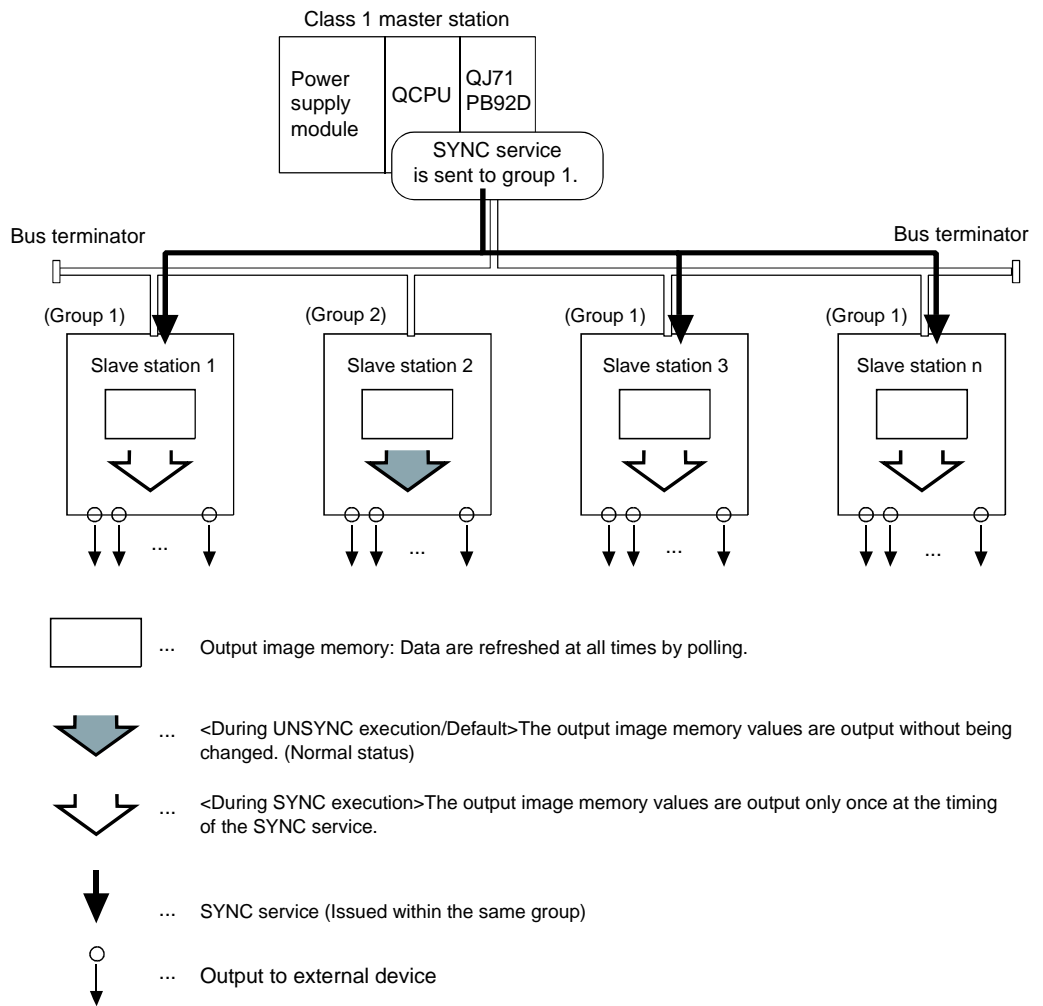 Class 1 master station
Power
supply
module
QCPU
QJ71
PB92D
SYNC service
is sent to group 1.
Bus terminator
Bus terminator
(Group 1)
(Group 2)
(Group 1)
(Group 1)
Slave station 1
Slave station 2
Slave station 3
Slave station n
...
...
...
...
... Output image memory: Data are refreshed at all times by polling.
... <During UNSYNC execution/Default>The output image memory values are output without being
changed. (Normal status)
... <During SYNC execution>The output image memory values are output only once at the timing
of the SYNC service.
... SYNC service (Issued within the same group)
... Output to external device